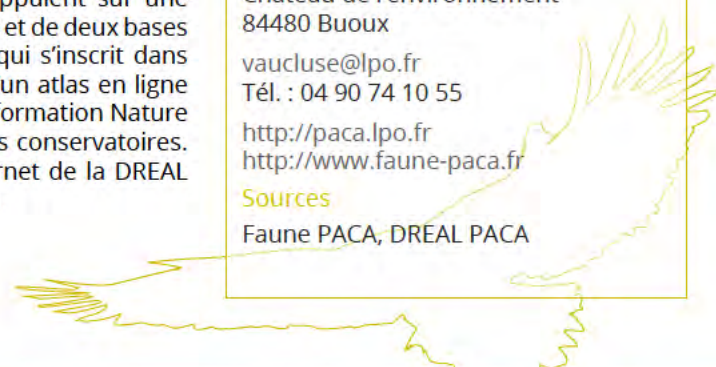 et de deux bases
qui s'inscrit dans
un atlas en ligne
formation Nature
s conservatoires.
rnet de la DREAL
84480 Buoux
vaucluse@lpo.fr
Tél. : 04 90 74 10 55
http://paca.lpo.fr
http://www.faune-paca.fr
Sources
Faune PACA, DREAL PACA